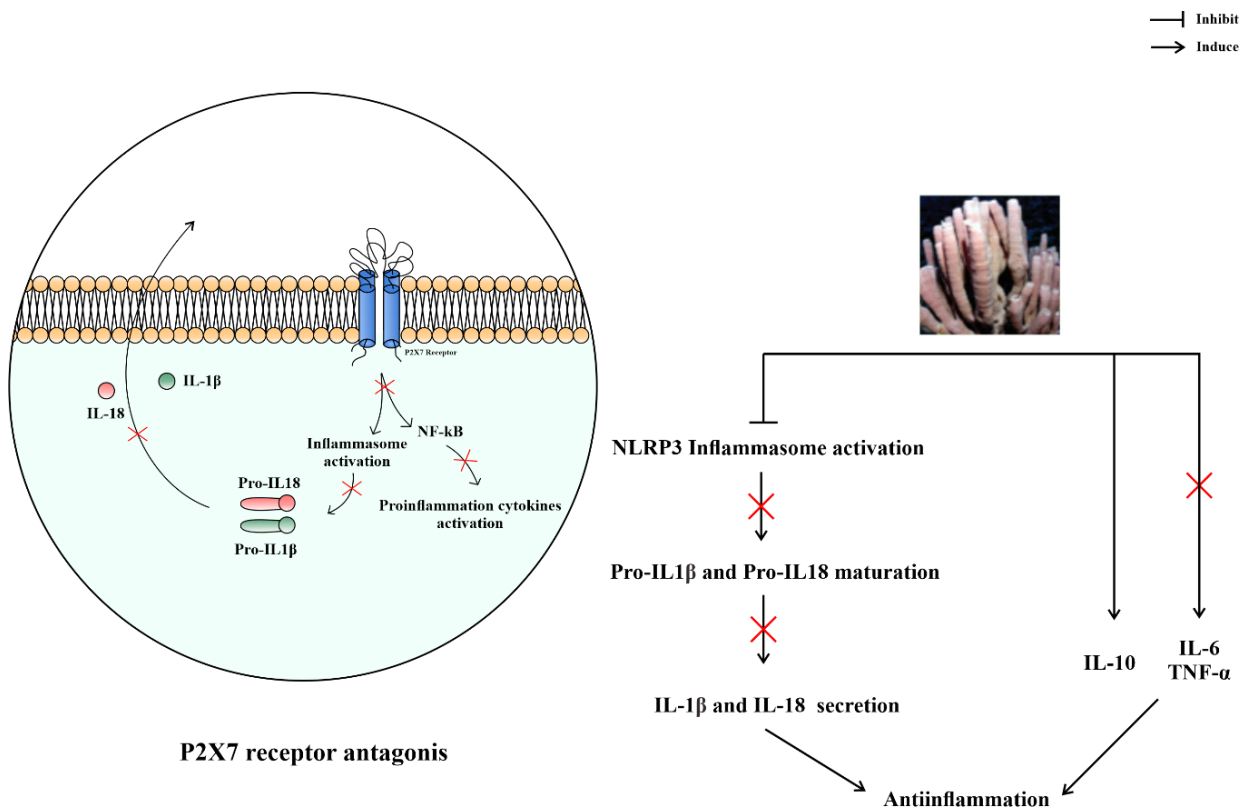 Inhibit
Induce
P2X7 Receptor
IL-1β
IL-18
NF-kB
Inflammasome
activation
Pro-IL18
Proinflammation cytokines
activation
Pro-IL1β
P2X7 receptor antagonis
NLRP3 Inflammasome activation
Pro-IL1β and Pro-IL18 maturation
IL-1β and IL-18 secretion
IL-10
IL-6
TNF-α
Antiinflammation